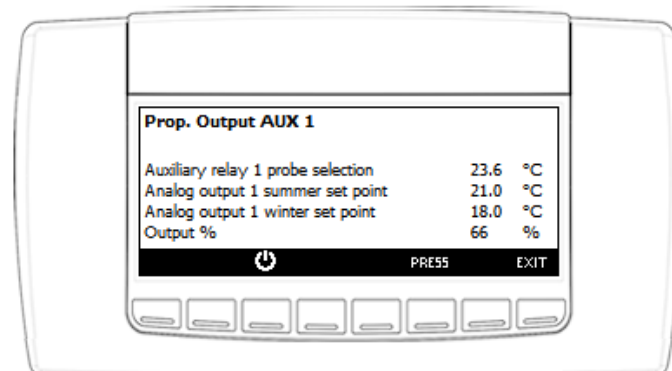 Prop. Output AUX 1
Auxiliary relay 1 probe selection 23.6 °C
Analog output 1 summer set point 21.0 °C
Analog output 1 winter set point 18.0 °C
Output % 66 %
PRESS EXIT